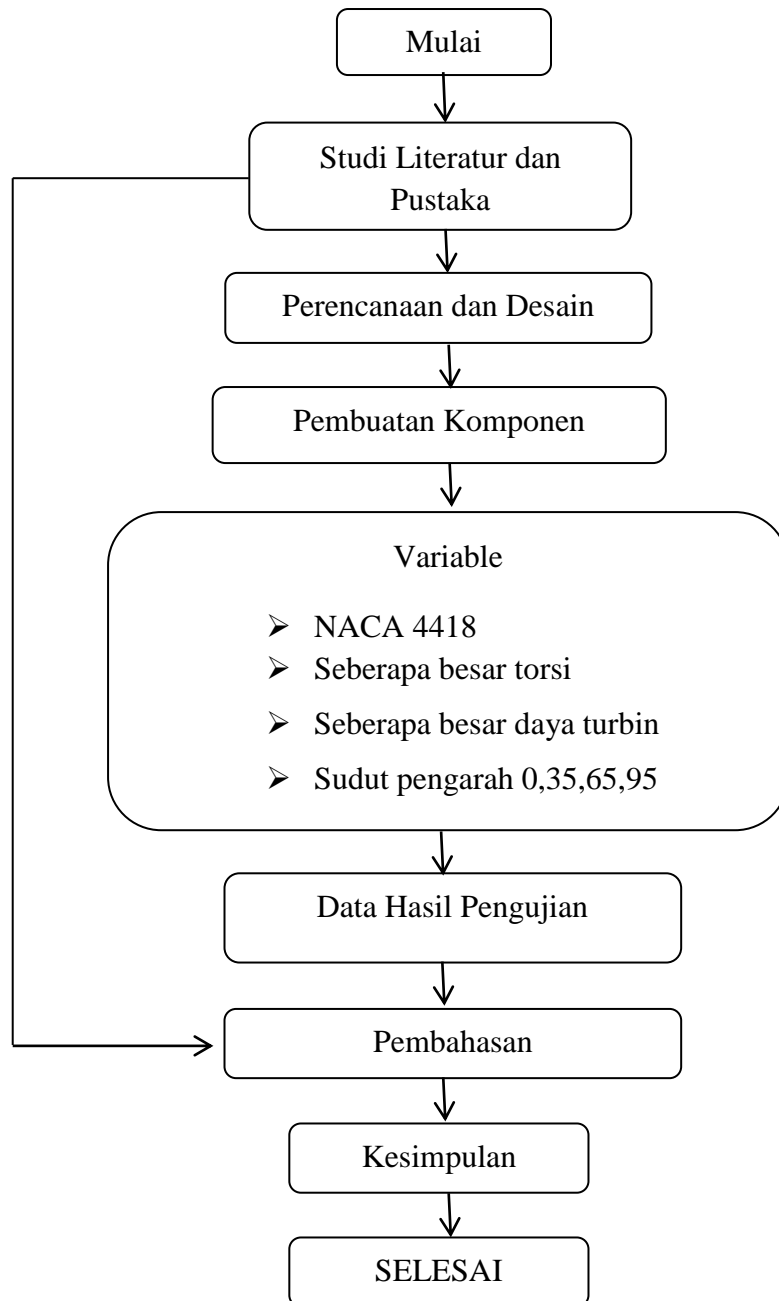 Mulai
Studi Literatur dan
Pustaka
Perencanaan dan Desain
Pembuatan Komponen
Variable
➢ NACA 4418
➢ Seberapa besar torsi
➢ Seberapa besar daya turbin
➢ Sudut pengarah 0,35,65,95
Data Hasil Pengujian
Pembahasan
Kesimpulan
SELESAI